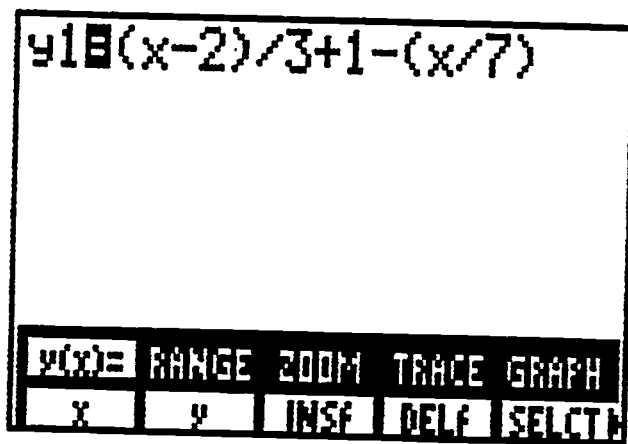 y1=(x-2)/3+1-(x/7)
y(x)= RANGE ZOOM TRACE GRAPH
x y INSf DELf SELCT▶